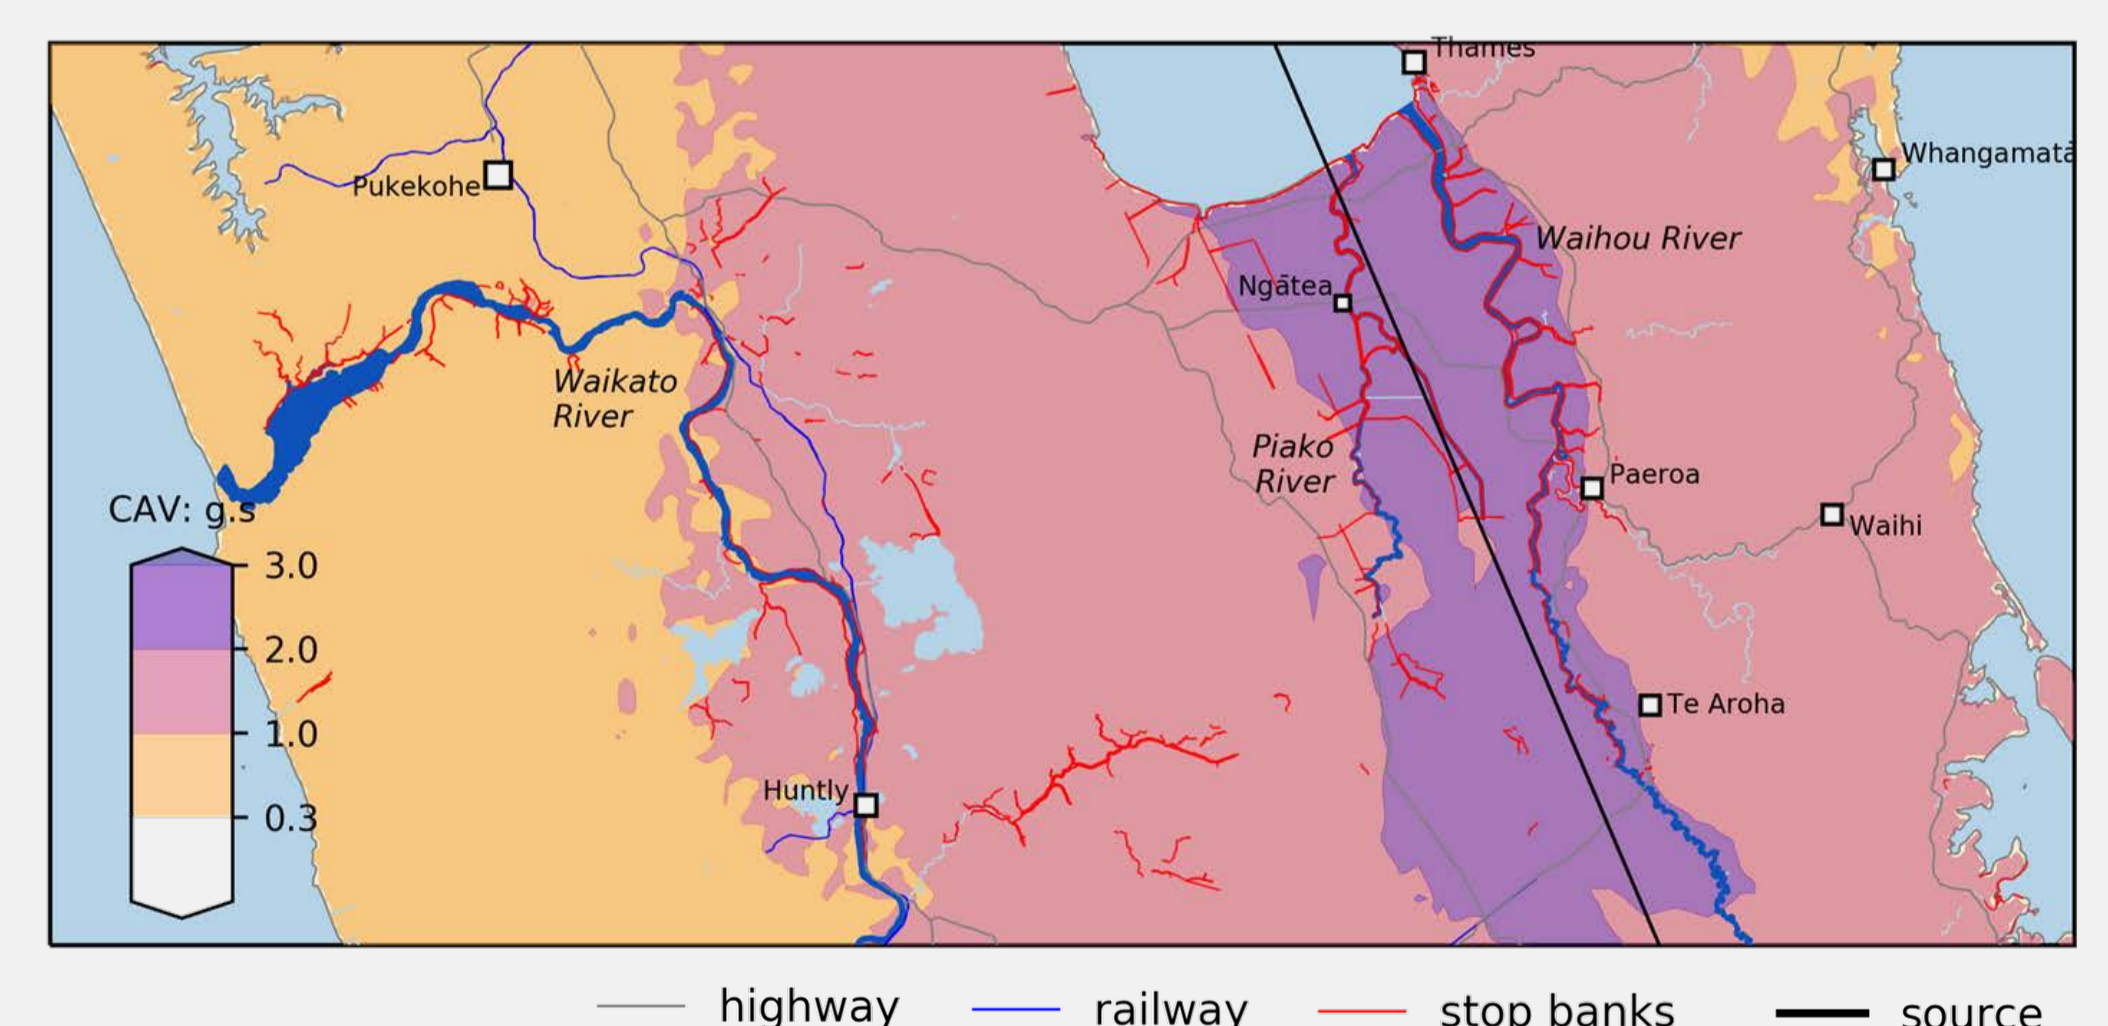 Thames
Whangamatā
Pukekohe
Waihou River
Ngātea
Waikato
River
Piako
River
Paeroa
CAV: g.s
Waihi
3.0
2.0
Te Aroha
1.0
Huntly
0.3
highway
railway
stop banks
source